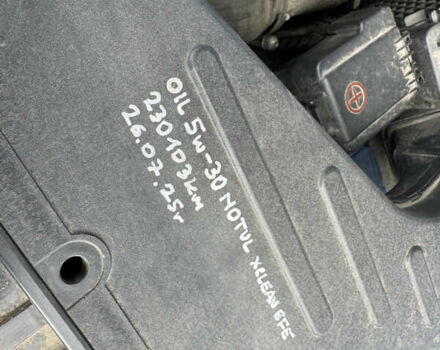 OIL 5W-30 MOTUL XCLEAN EFE
230103km
26.07.25г